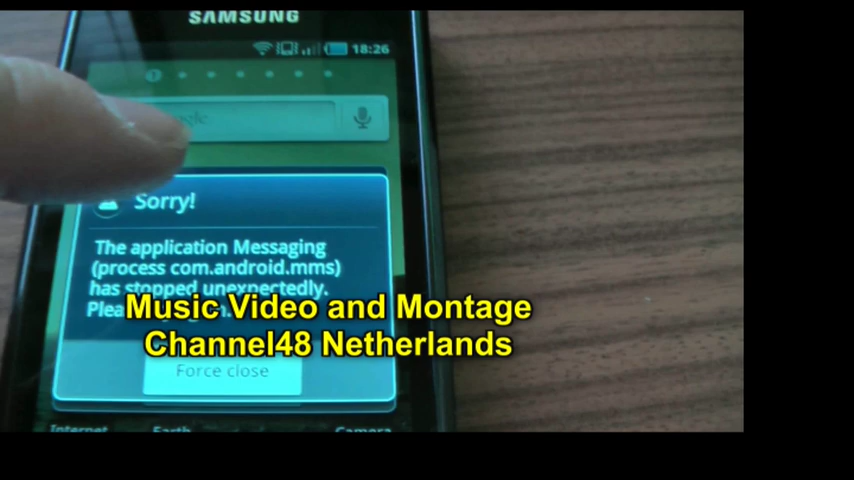 SAMSUNG
18:26
Sorry!
The application Messaging
(process com.android.mms)
has stopped unexpectedly.
Music Video and Montage
Channel48 Netherlands
Force close
Internet Earth Camera